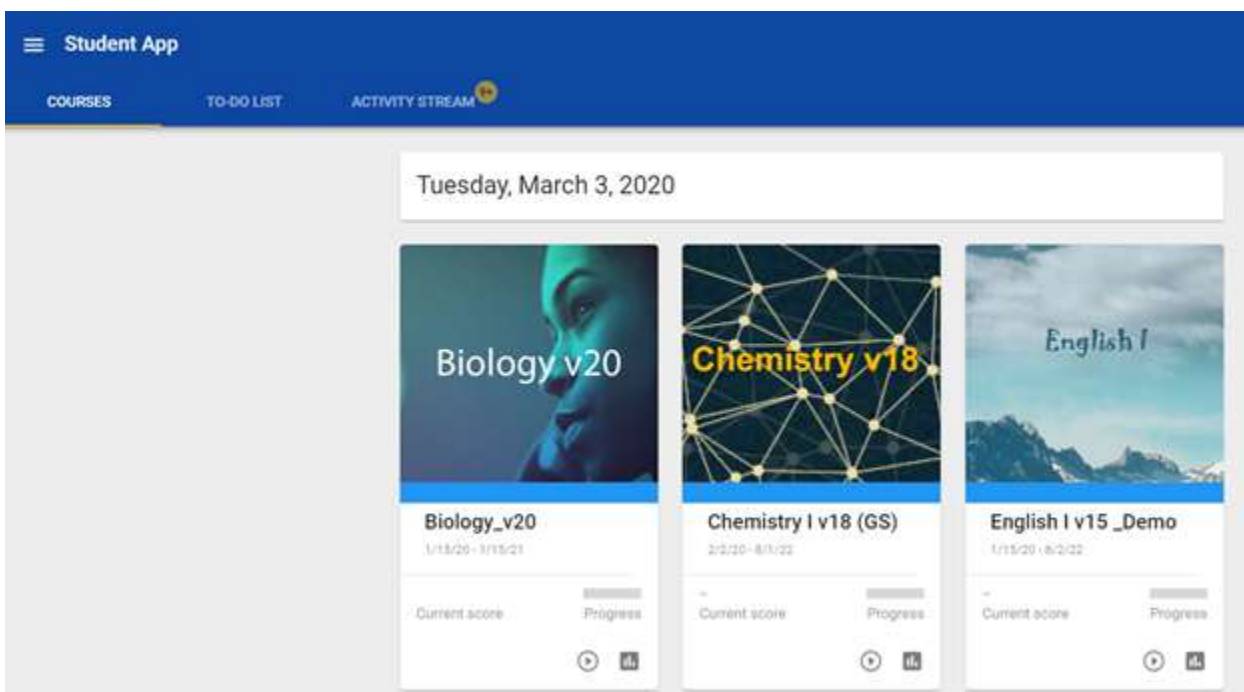 Student App
COURSES TO-DO LIST ACTIVITY STREAM 9+
Tuesday, March 3, 2020
Biology v20
Chemistry v18
English I
Biology_v20
Chemistry I v18 (GS)
English I v15 _Demo
1/15/20 - 1/15/21
2/2/20 - 8/1/22
1/15/20 - 8/2/22
Current score Progress
Current score Progress
Current score Progress